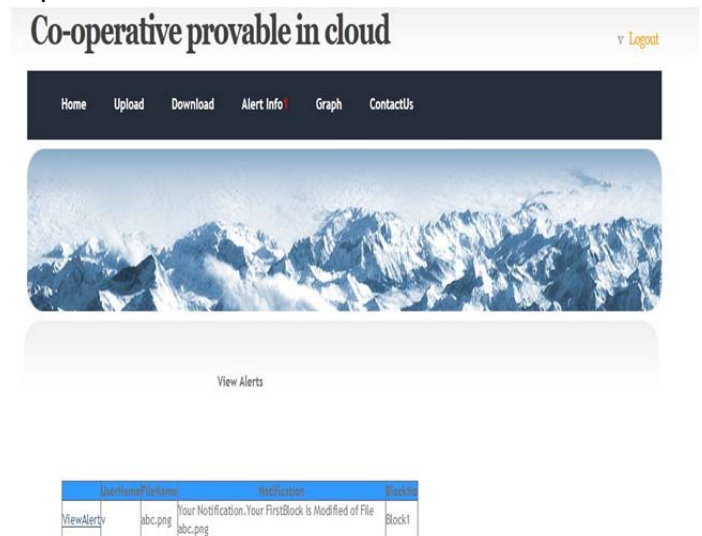 Co-operative provable in cloud
v Logout
Home Upload Download Alert Info1 Graph ContactUs
View Alerts
UserName FileName Notification BlockNo
ViewAlert v abc.png Your Notification.Your FirstBlock Is Modified of File abc.png Block1